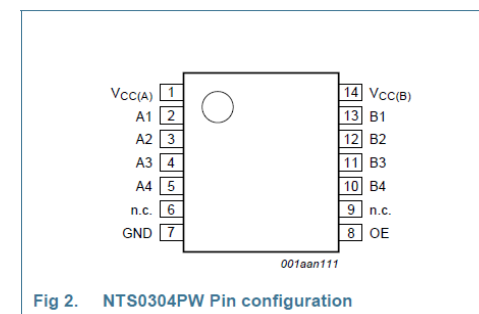 VCC(A) 1 14 VCC(B)
A1 2 13 B1
A2 3 12 B2
A3 4 11 B3
A4 5 10 B4
n.c. 6 9 n.c.
GND 7 8 OE
001aan111
Fig 2. NTS0304PW Pin configuration